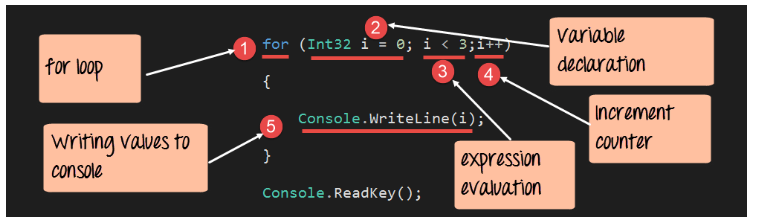 for loop
1
2
for (Int32 i = 0; i < 3;i++)
Variable
declaration
3
4
{
Increment
counter
5
Console.WriteLine(i);
Writing values to
console
}
expression
evaluation
Console.ReadKey();